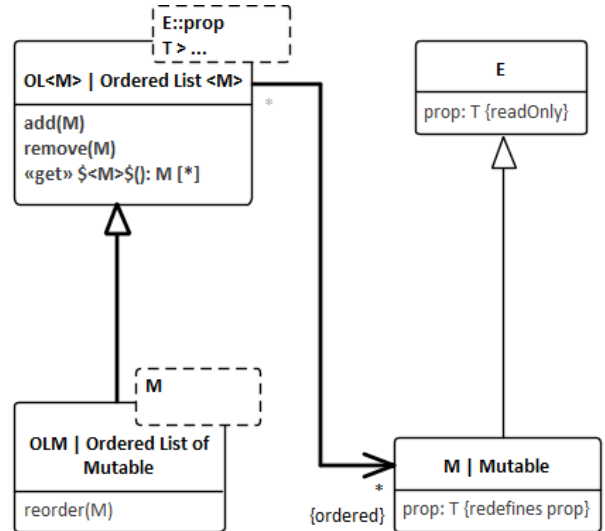 E::prop
T > ...
OL<M> | Ordered List <M>
add(M)
remove(M)
«get» $<M>$(): M [*]
*
E
prop: T {readOnly}
M
OLM | Ordered List of
Mutable
reorder(M)
*
{ordered}
M | Mutable
prop: T {redefines prop}